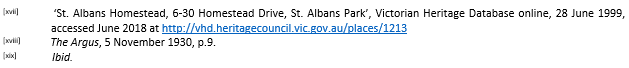 [xvii] 'St. Albans Homestead, 6-30 Homestead Drive, St. Albans Park', Victorian Heritage Database online, 28 June 1999,
accessed June 2018 at http://vhd.heritagecouncil.vic.gov.au/places/1213
[xviii] The Argus, 5 November 1930, p.9.
[xix] Ibid.